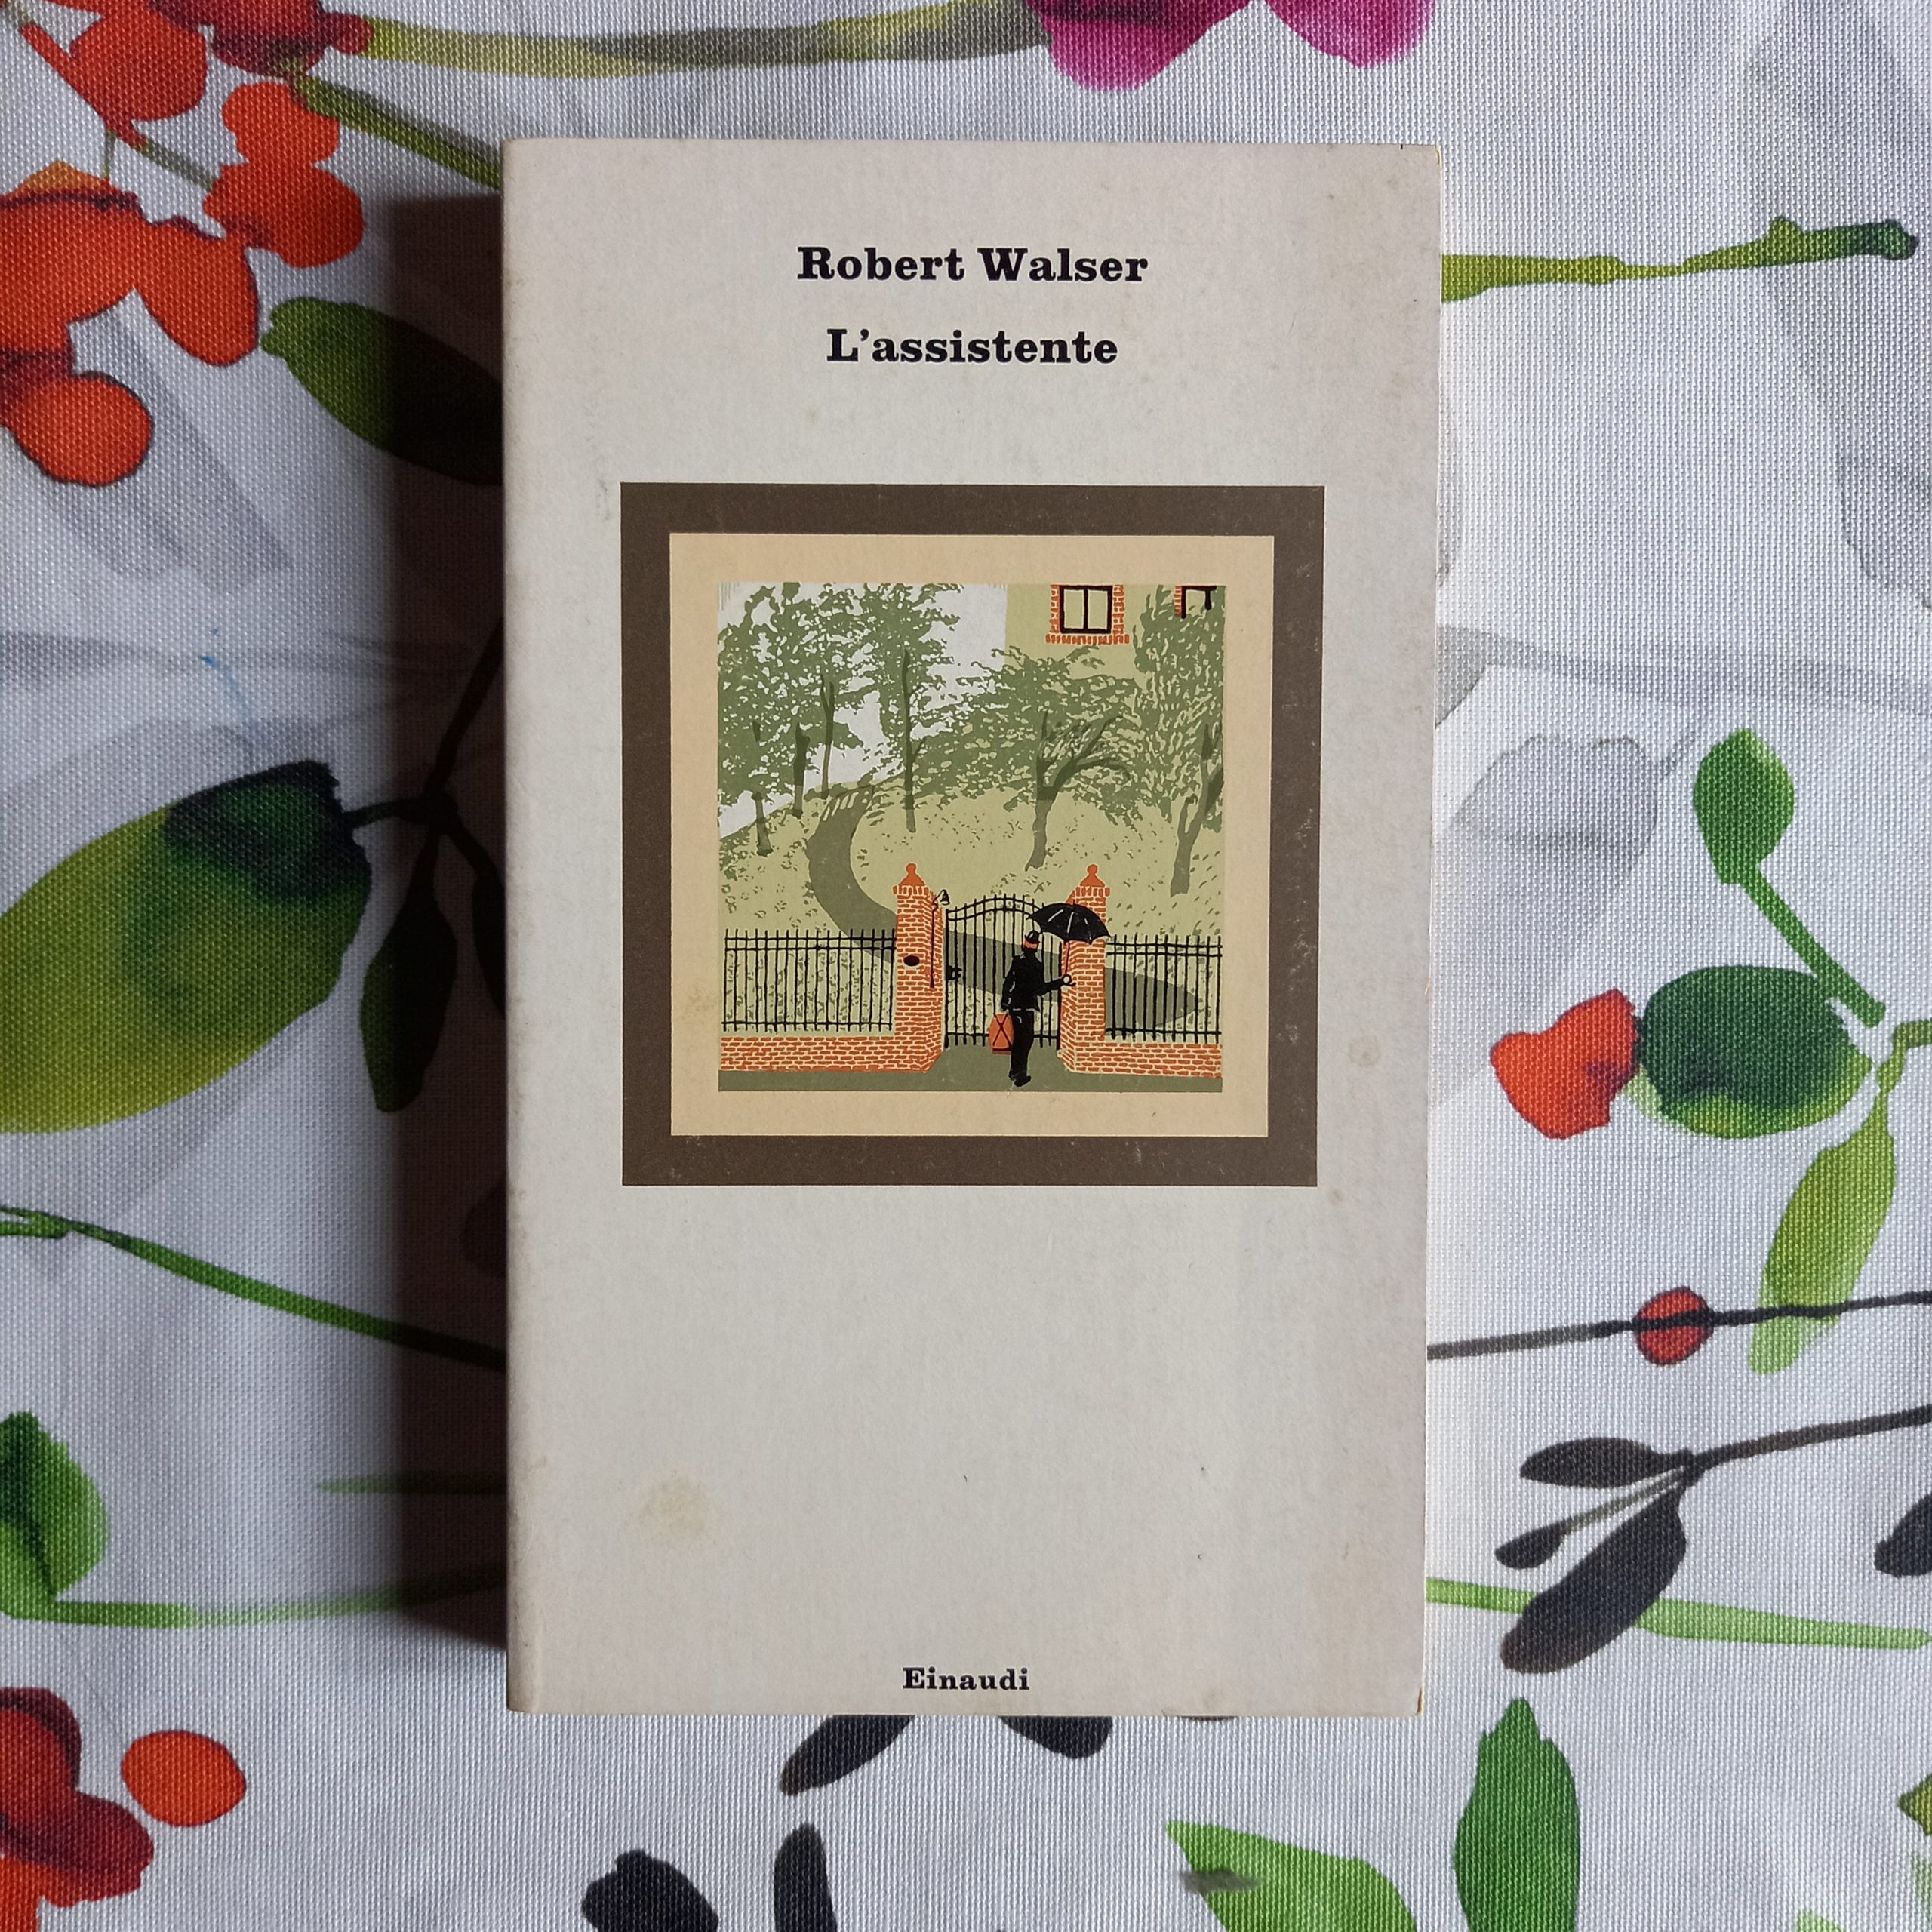 Robert Walser
L’assistente
Einaudi